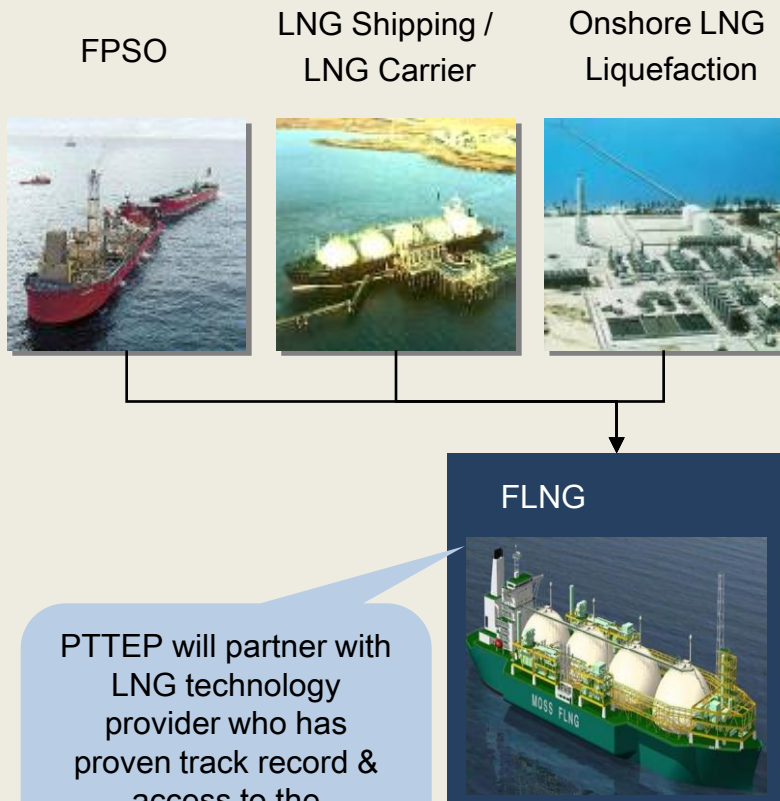 FPSO
LNG Shipping /
LNG Carrier
Onshore LNG
Liquefaction
FLNG
MOSS FLNG
PTTEP will partner with
LNG technology
provider who has
proven track record &
access to the